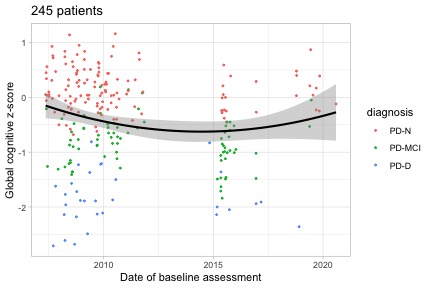 245 patients
Global cognitive z-score
1
0
-1
-2
2010
2015
2020
Date of baseline assessment
diagnosis
PD-N
PD-MCI
PD-D